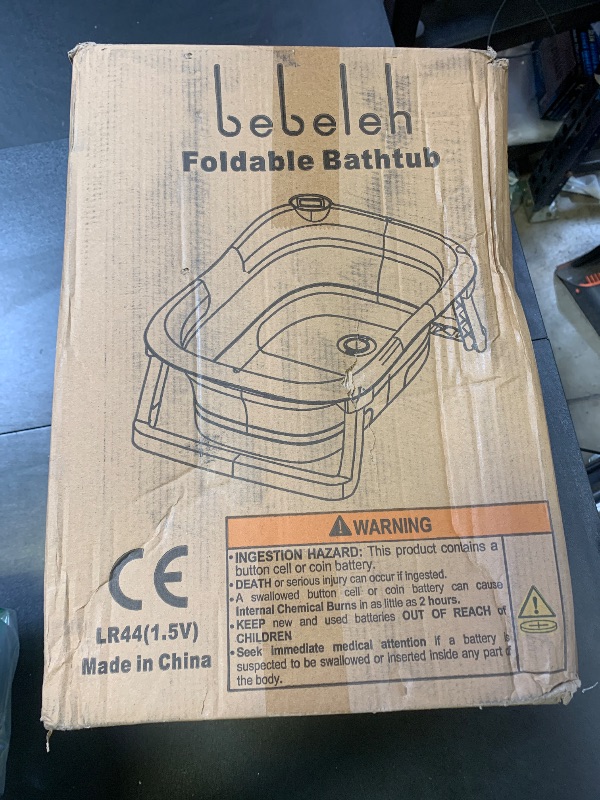 bebeleh
Foldable Bathtub
WARNING
•INGESTION HAZARD: This product contains a
button cell or coin battery.
•DEATH or serious injury can occur if ingested.
•A swallowed button cell or coin battery can cause
Internal Chemical Burns in as little as 2 hours.
•KEEP new and used batteries OUT OF REACH of
CHILDREN
•Seek immediate medical attention if a battery is
suspected to be swallowed or inserted inside any part of
the body.
CE
LR44(1.5V)
Made in China